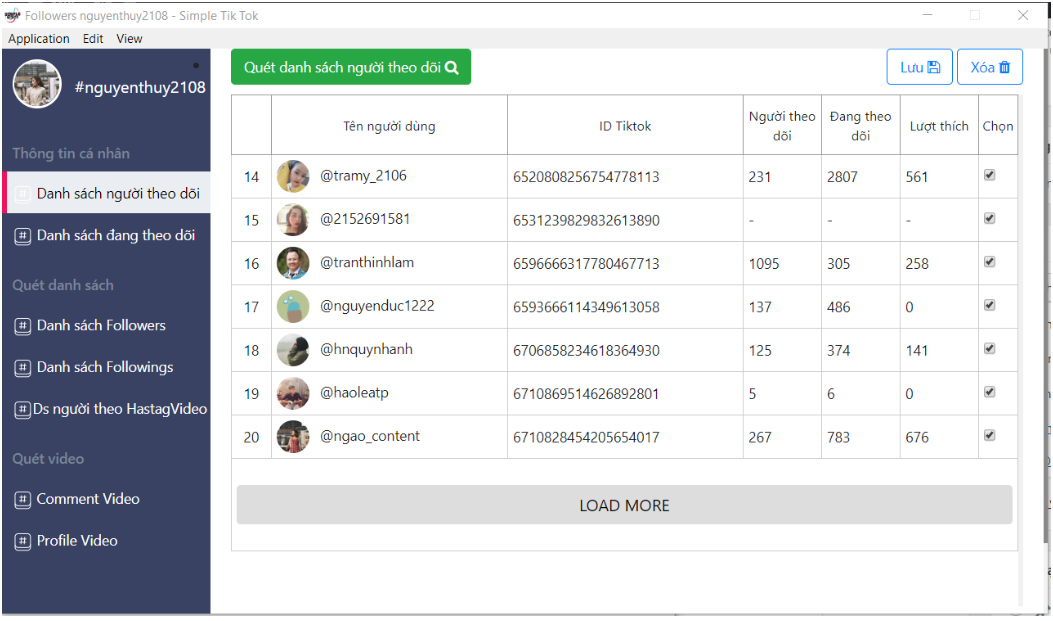 Followers nguyenthuy2108 - Simple Tik Tok
Application Edit View
#nguyenthuy2108
Thông tin cá nhân
Danh sách người theo dõi
Danh sách đang theo dõi
Quét danh sách
Danh sách Followers
Danh sách Followings
Ds người theo HastagVideo
Quét video
Comment Video
Profile Video
Quét danh sách người theo dõi
Lưu
Xóa
Tên người dùng ID Tiktok Người theo dõi Đang theo dõi Lượt thích Chọn
14 @tramy_2106 6520808256754778113 231 2807 561
15 @2152691581 6531239829832613890 - - -
16 @tranthinhlam 6596666317780467713 1095 305 258
17 @nguyenduc1222 6593666114349613058 137 486 0
18 @hnquynhanh 6706858234618364930 125 374 141
19 @haoleatp 6710869514626892801 5 6 0
20 @ngao_content 6710828454205654017 267 783 676
LOAD MORE